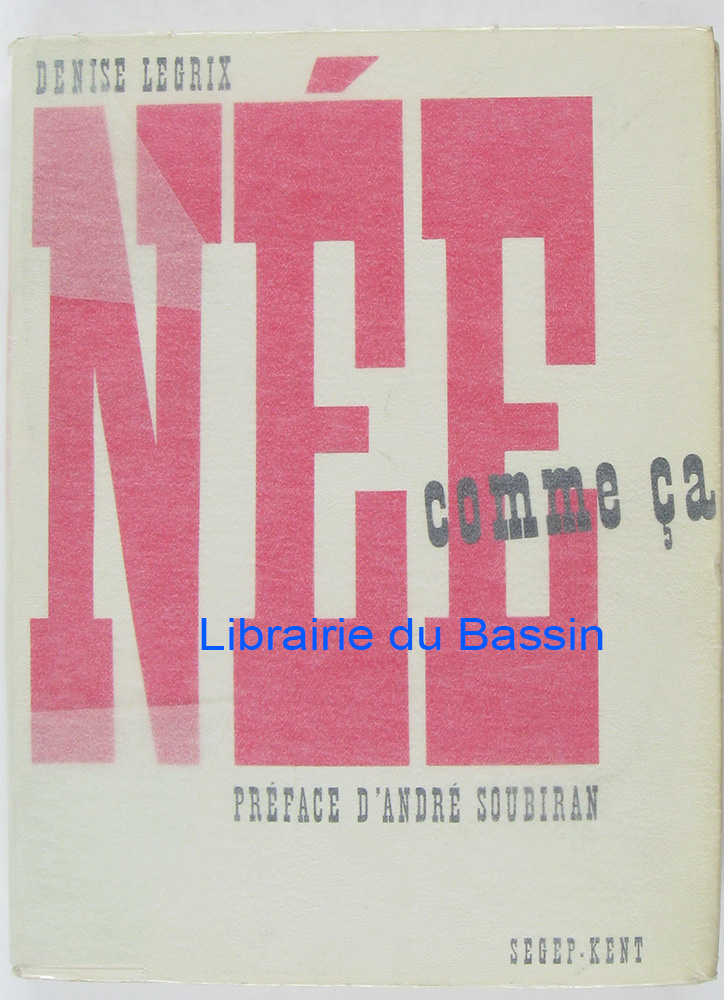 DENISE LEGRIX
NÉE
comme ça
Librairie du Bassin
PRÉFACE D'ANDRÉ SOUBIRAN
SEGEP-KENT